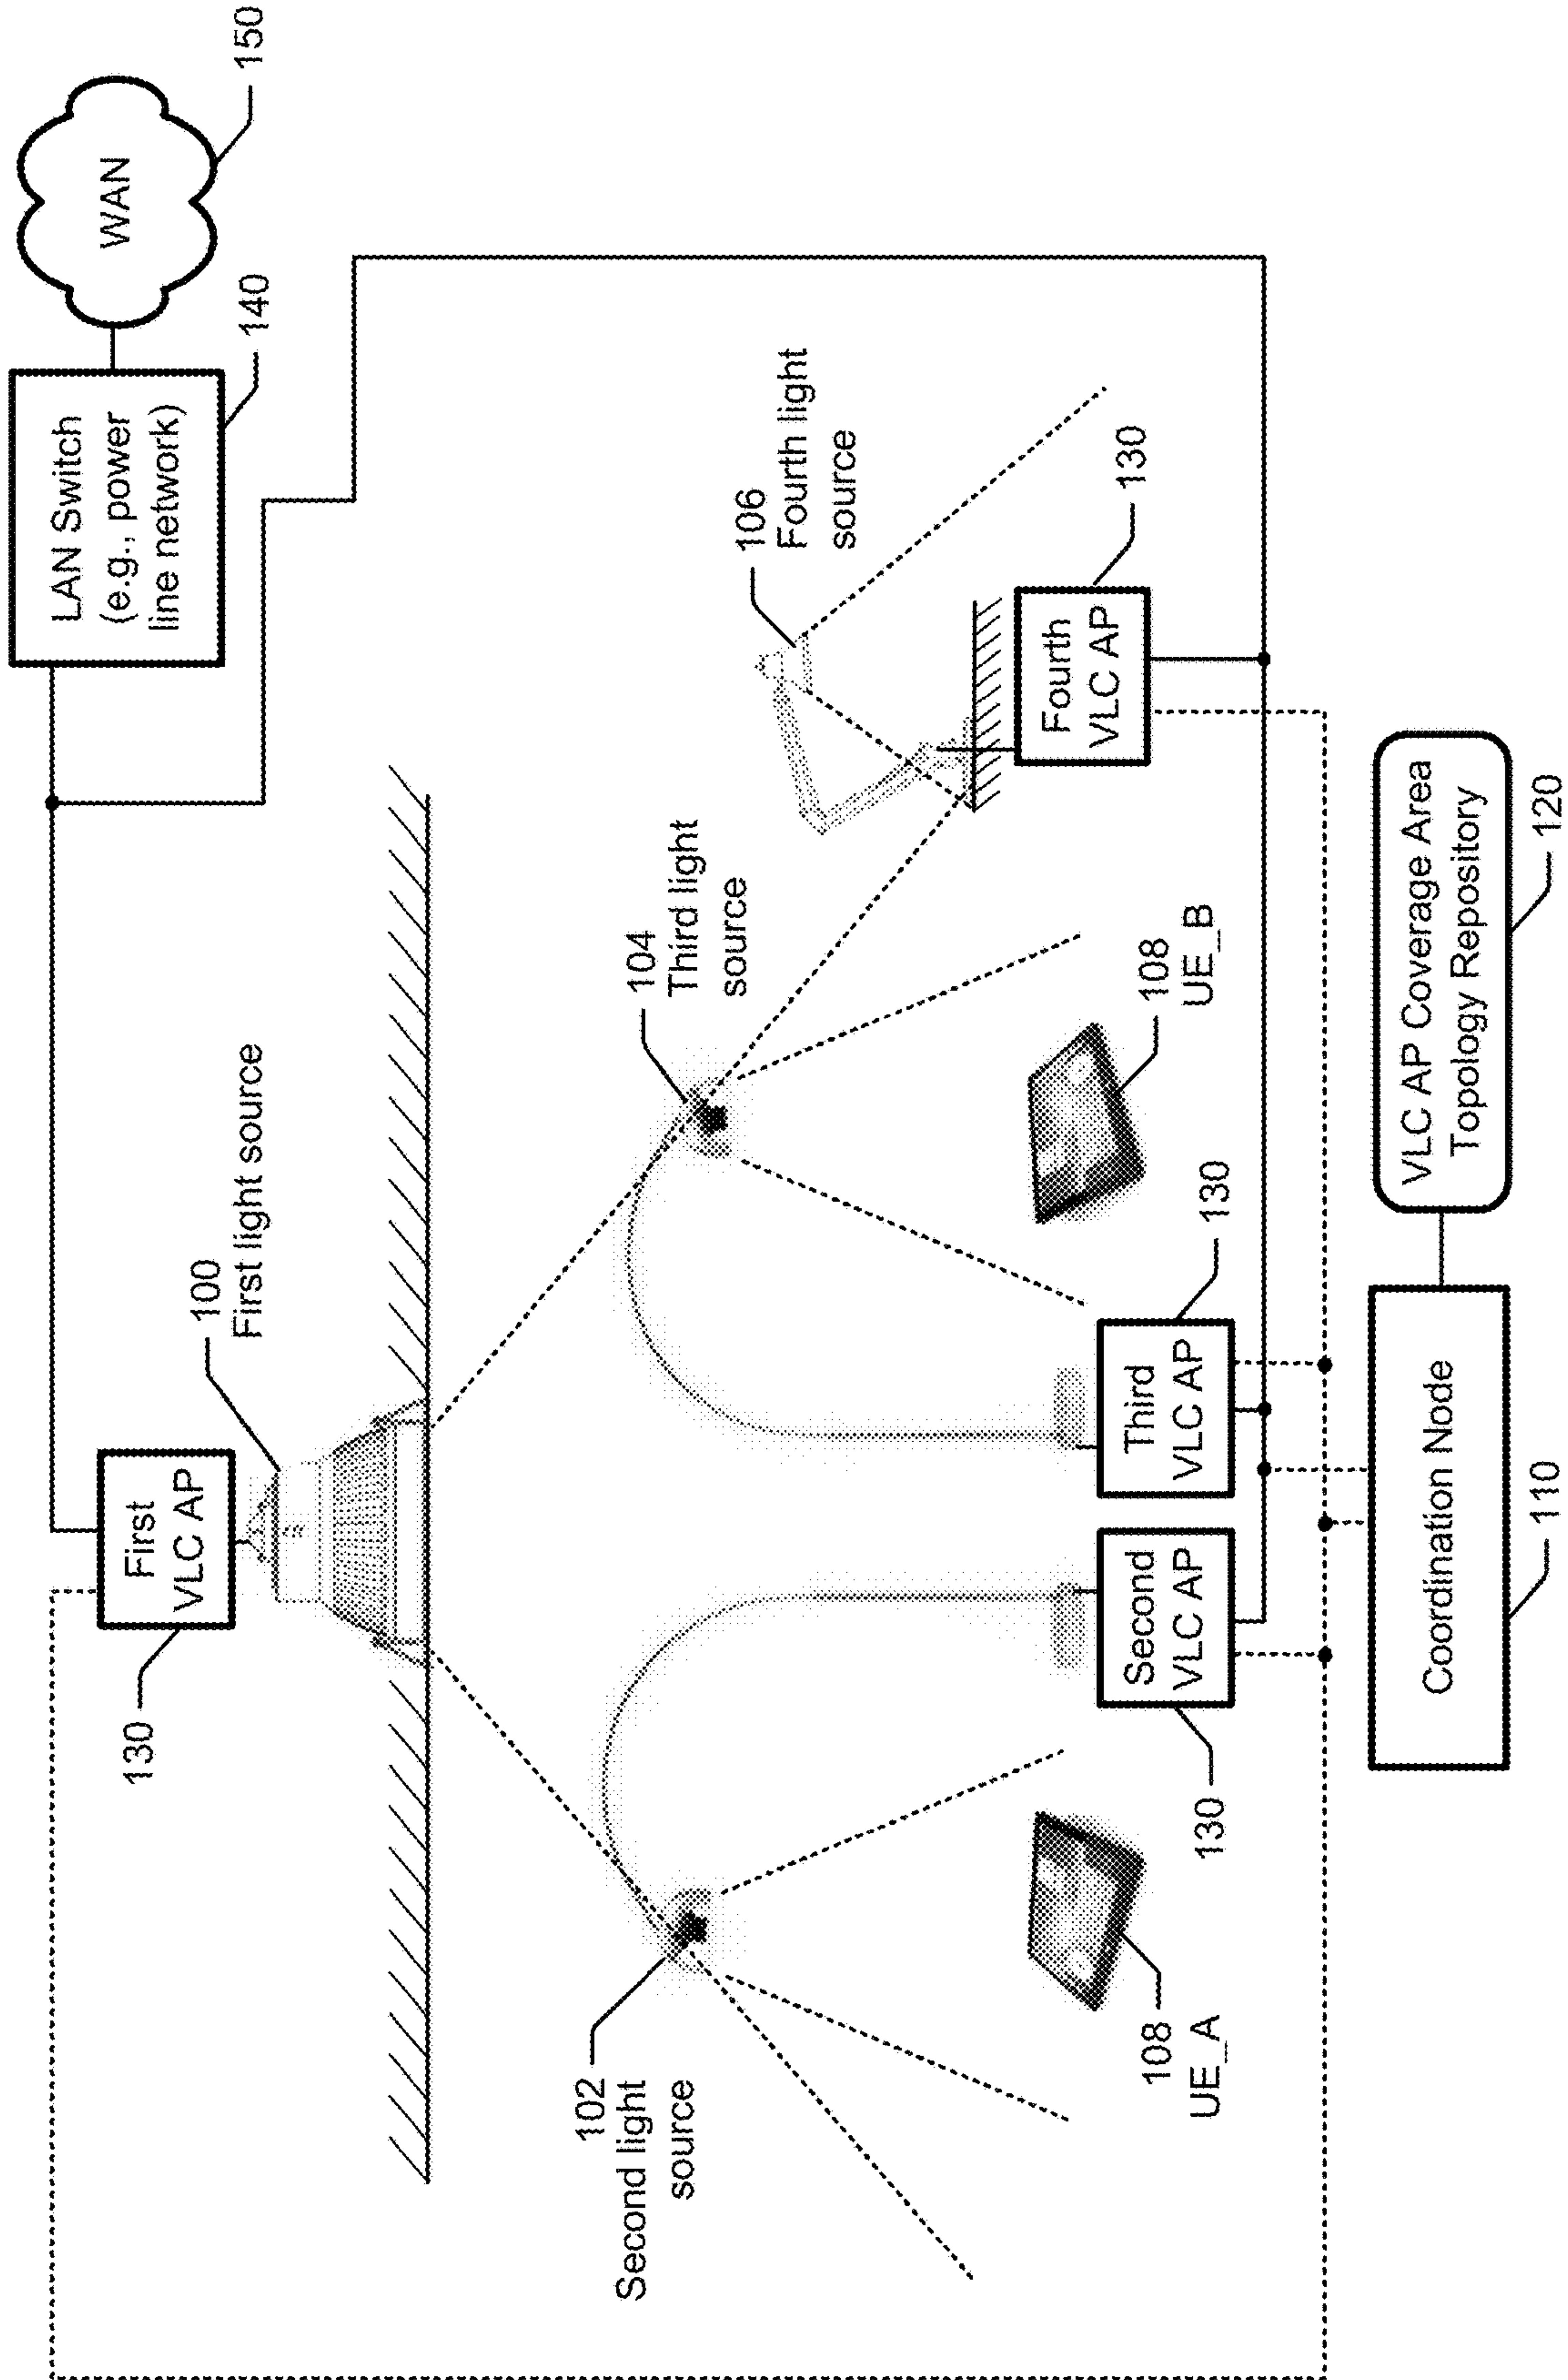 WAN
150
LAN Switch
(e.g., power
line network)
140
First
VLC AP
130
100
First light source
102
Second light
source
104
Third light
source
106
Fourth light
source
108
UE_A
108
UE_B
Second
VLC AP
130
Third
VLC AP
130
Fourth
VLC AP
130
Coordination Node
110
VLC AP Coverage Area
Topology Repository
120